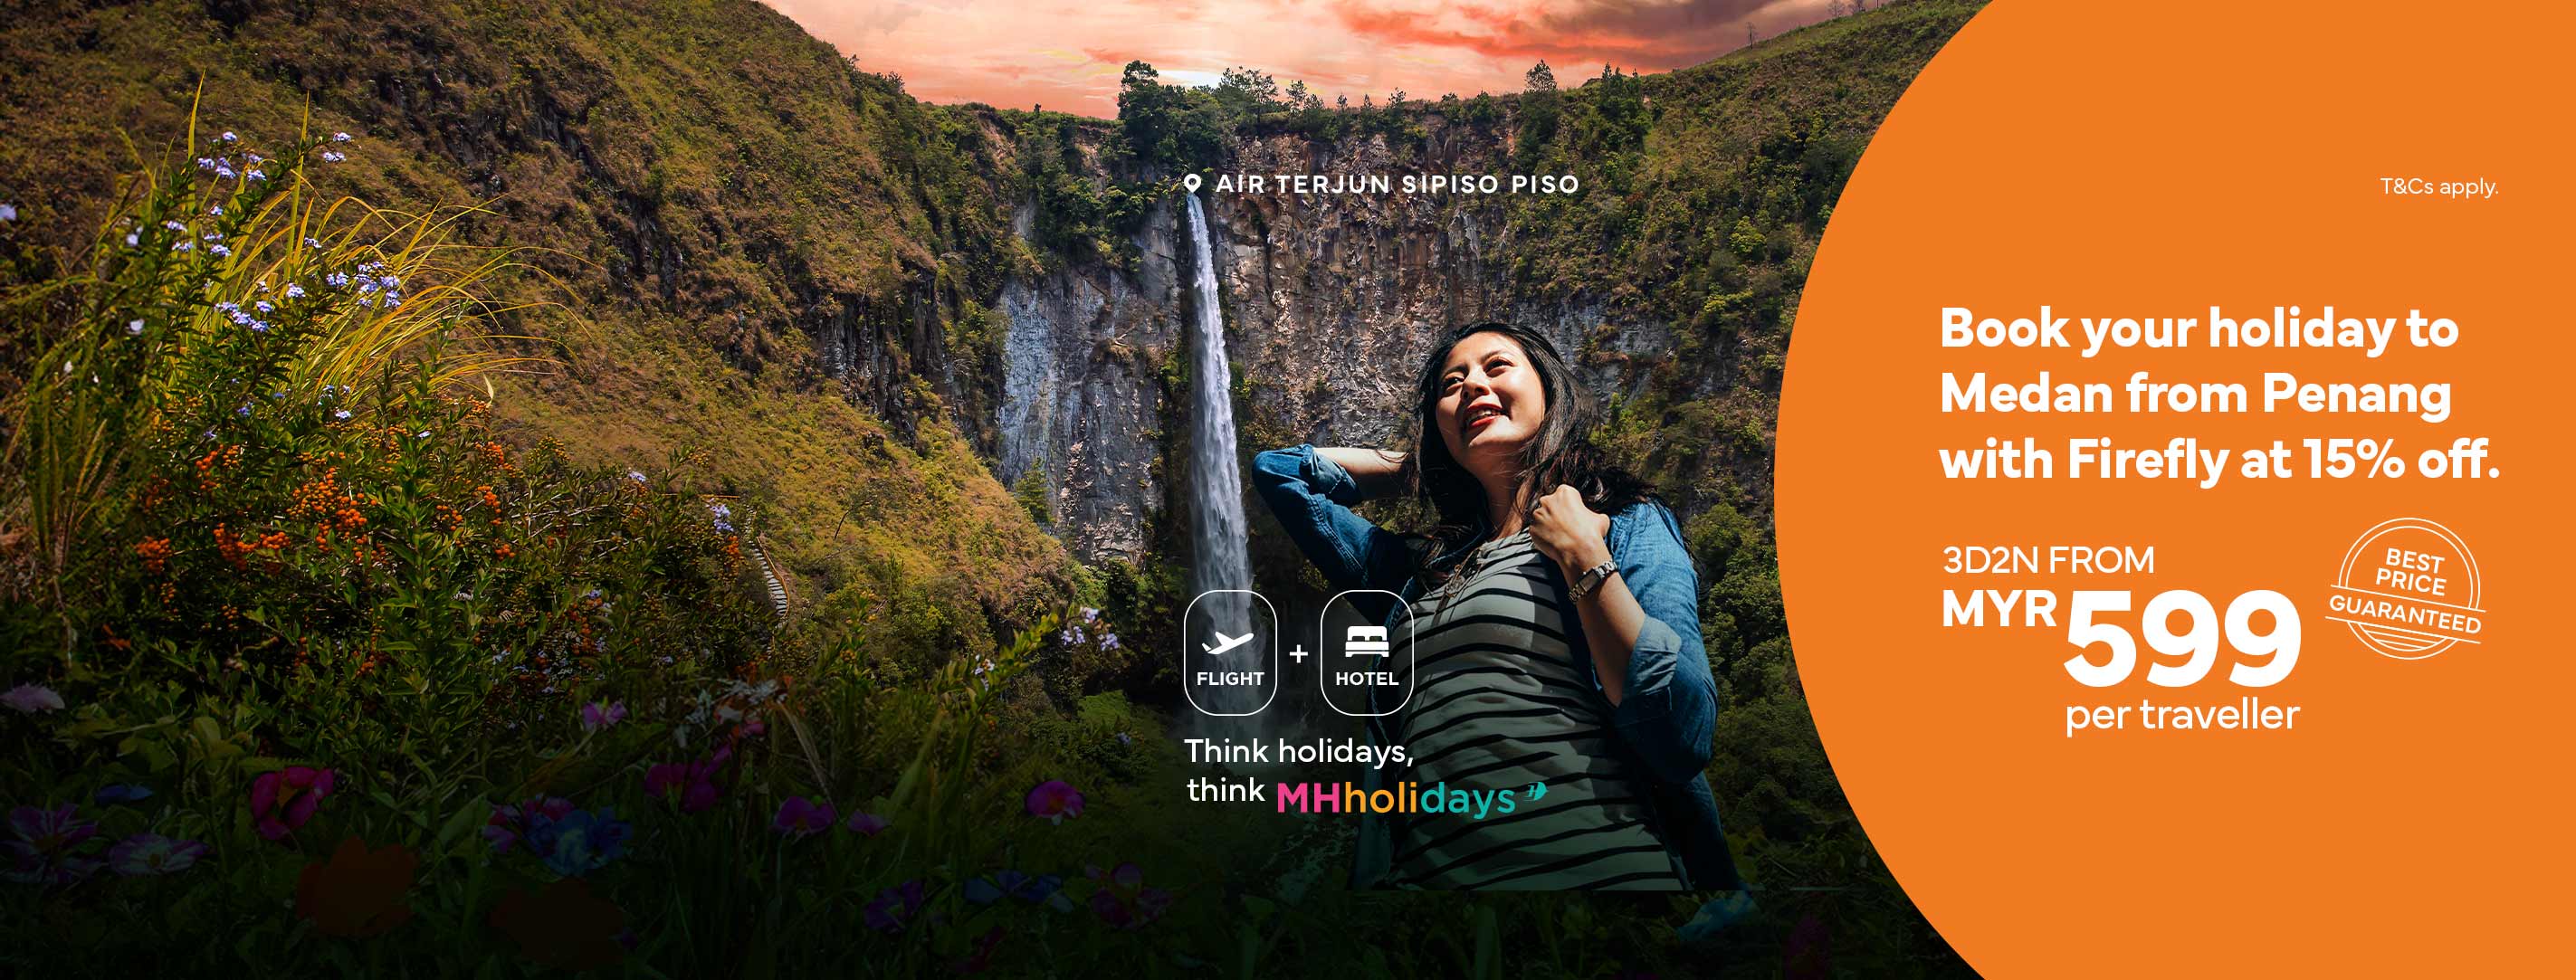 AIR TERJUN SIPISO PISO
FLIGHT + HOTEL
Think holidays,
think MHholidays
T&Cs apply.
Book your holiday to
Medan from Penang
with Firefly at 15% off.
3D2N FROM
MYR 599
per traveller
BEST
PRICE
GUARANTEED